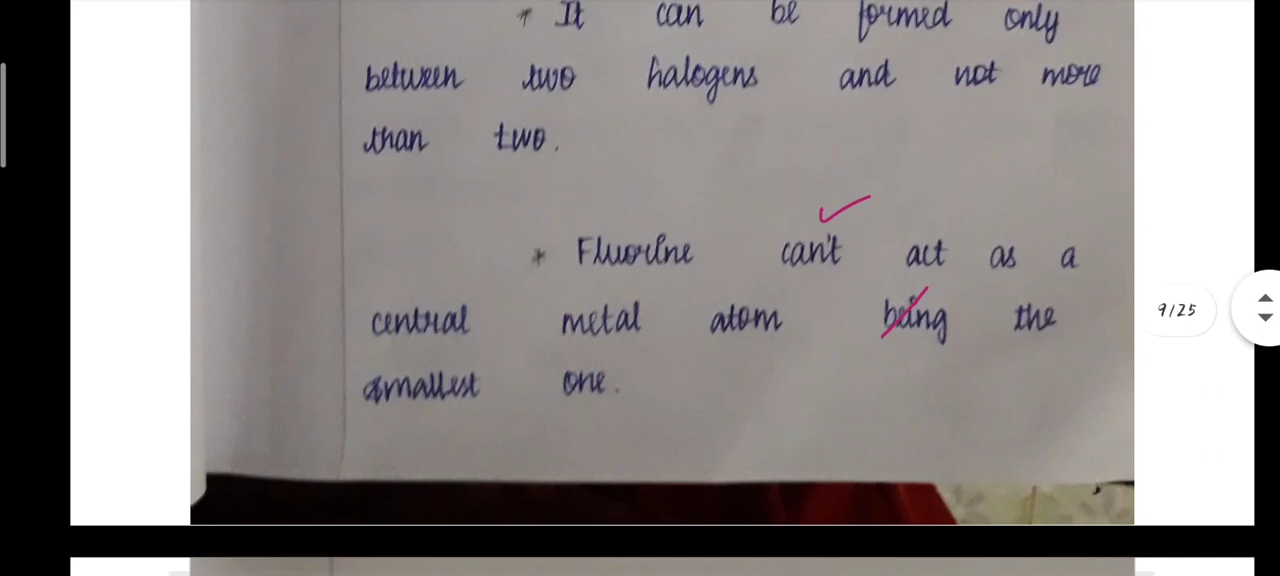 * It can be formed only
between two halogens and not more
than two.
* Fluorine can't act as a
central metal atom being the
smallest one.
9/25